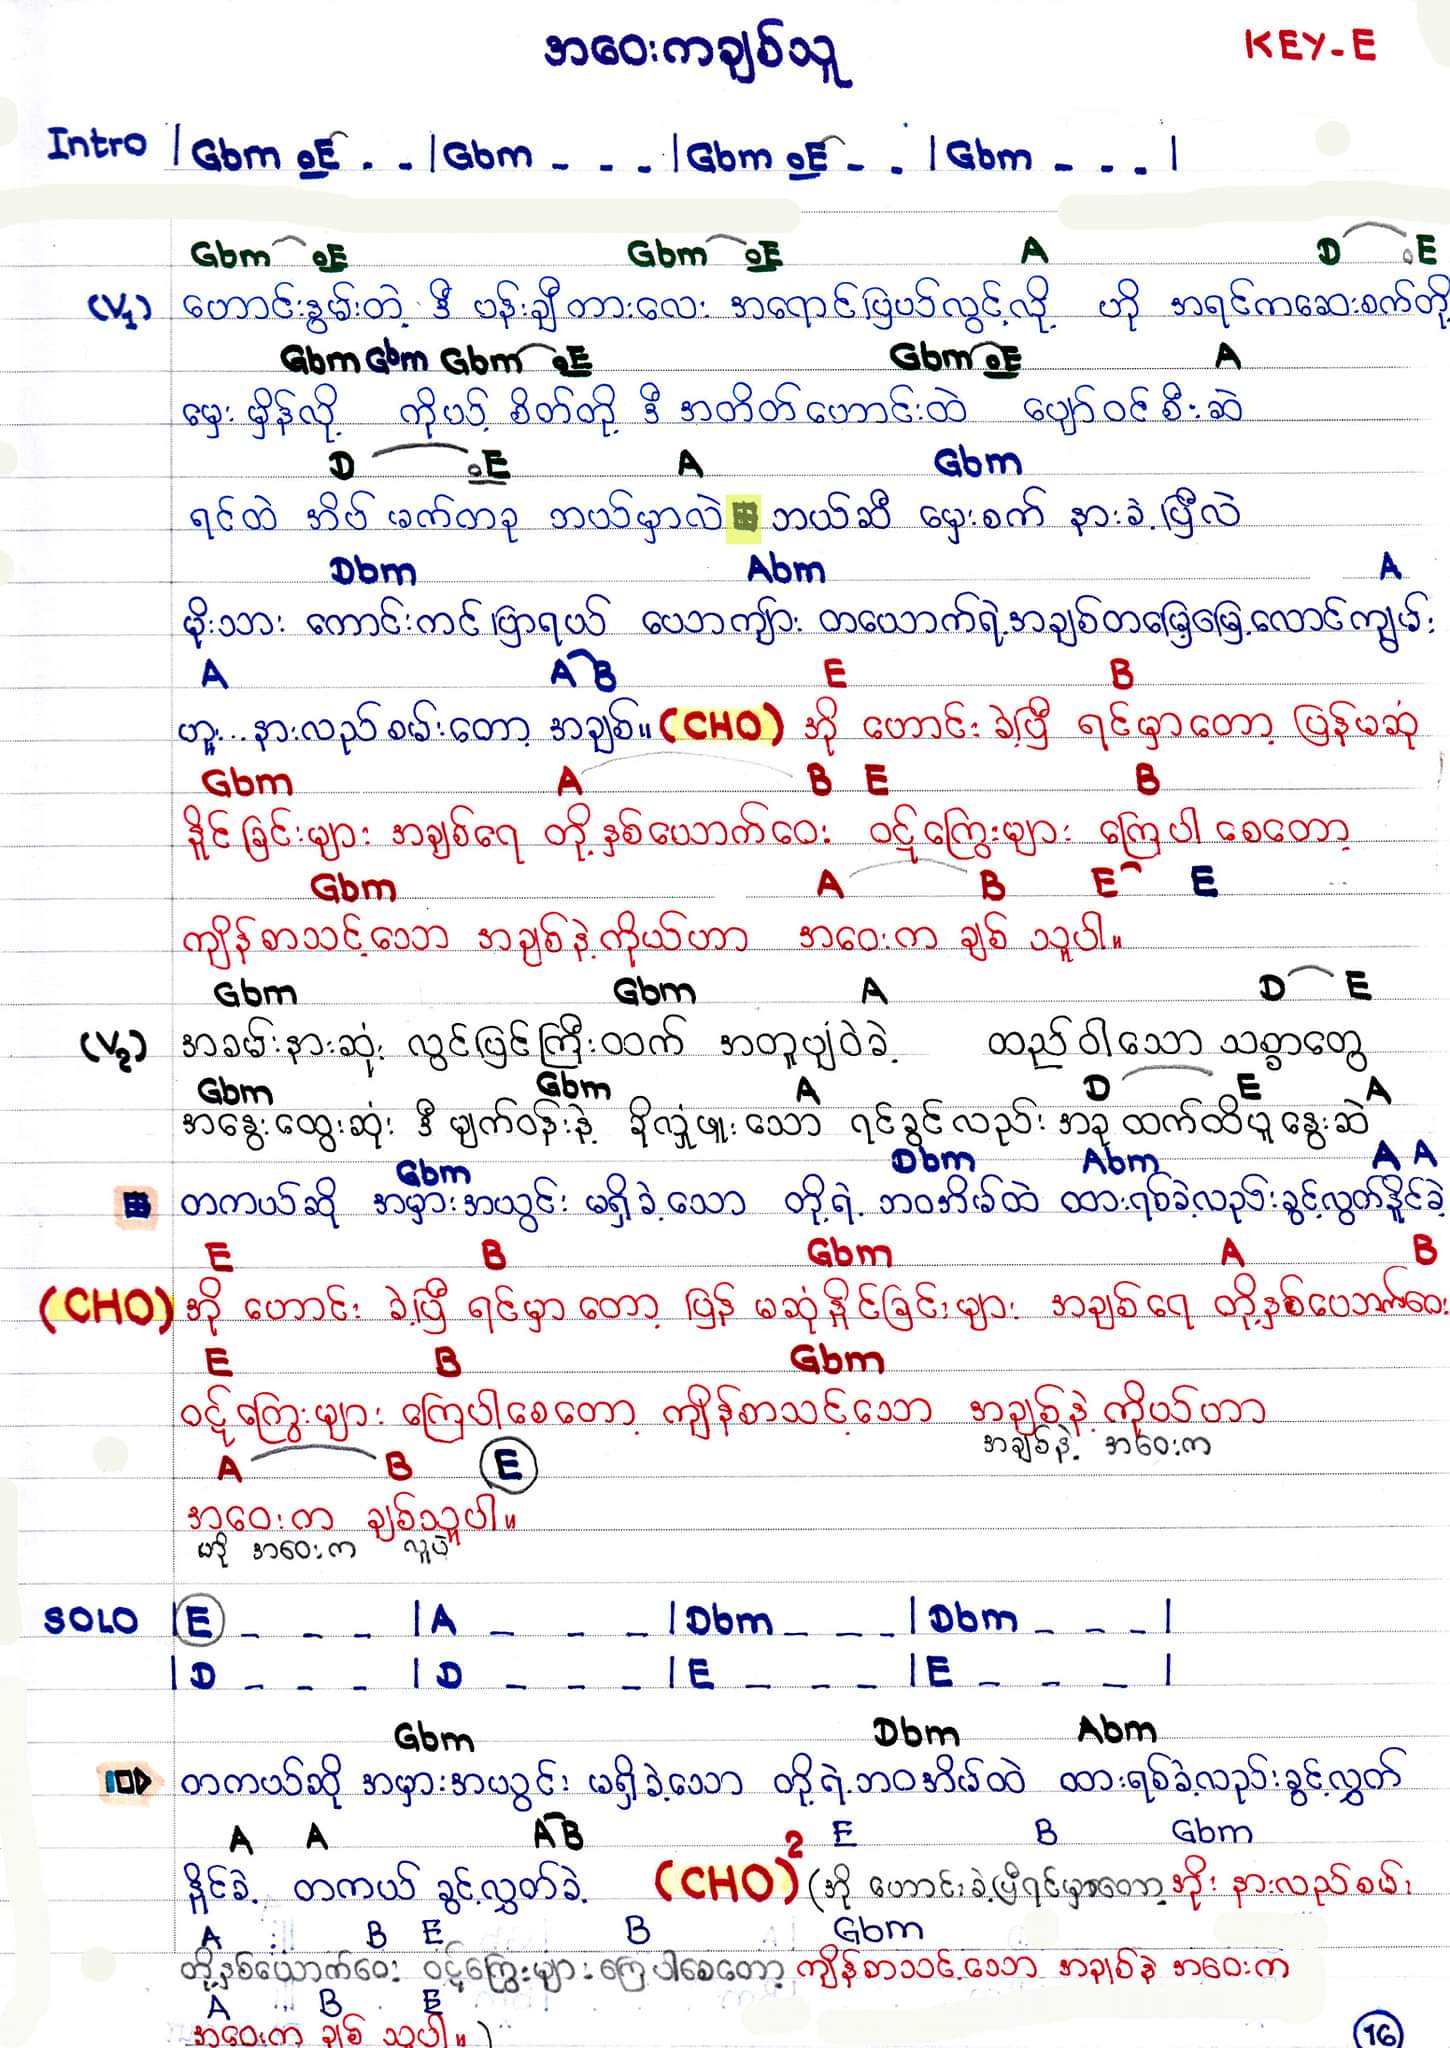 အဝေးကချစ်သူ KEY-E
Intro |Gbm E . . |Gbm - - - |Gbm E - . |Gbm - - - |
Gbm E Gbm E A D E
(V1) ဟောင်းနွမ်းတဲ့ ဒီ ပန်းချီကားလေး အရောင်ပြယ်လွင့်လို့ ဟို အရင်ကဆေးစက်တို့
Gbm Gbm Gbm E Gbm E A
မှေးမှိန်လို့ ကိုယ့် စိတ်တို့ ဒီ အတိတ်ဟောင်းထဲ ပျော်ဝင်စီးဆဲ
D E A Gbm
ရင်ထဲ အိပ်မက်တခု ဘယ်မှာလဲ ဘယ်ဆီ မှေးစက် နားခဲ့ပြီလဲ
Dbm Abm A
မိုးသား ကောင်းကင်ပြာရယ် ယောကျ်ား တယောက်ရဲ့အချစ်တမြေ့မြေ့လောင်ကျွမ်း
A A B E B
ဟူး... နားလည်စမ်းတော့ အချစ်။ (CHO) အို ဟောင်းခဲ့ပြီ ရင်မှာတော့ ပြန်မဆုံ
Gbm A B E B
နိုင်ခြင်းများ အချစ်ရေ တို့နှစ်ယောက်ဝေး ဝဋ်ကြွေးများ ကြေပါစေတော့
Gbm A B E E
ကျိန်စာသင့်သော အချစ်နဲ့ကိုယ်ဟာ အဝေးက ချစ်သူပါ။
Gbm Gbm A D E
(V2) အခမ်းနားဆုံး လွင်ပြင်ကြီးထက် အတူပျံဝဲခဲ့ တည်ဝါသော သစ္စာတွေ
Gbm Gbm A D E A
အနွေးထွေးဆုံး ဒီ မျက်ဝန်းနဲ့ ခိုလှုံဖူးသော ရင်ခွင်လည်း အခု ထက်ထိယူနွေးဆဲ
Gbm Dbm Abm A A
တကယ်ဆို အမှားအယွင်း မရှိခဲ့သော တို့ရဲ့ ဘဝအိမ်ထဲ ထားရစ်ခဲ့လည်းခွင့်လွှတ်နိုင်ခဲ့
E B Gbm A B
(CHO) အို ဟောင်းခဲ့ပြီ ရင်မှာတော့ ပြန်မဆုံနိုင်ခြင်းများ အချစ်ရေ တို့နှစ်ယောက်ဝေး
E B Gbm
ဝဋ်ကြွေးများ ကြေပါစေတော့ ကျိန်စာသင့်သော အချစ်နဲ့ ကိုယ်ဟာ
အချစ်နဲ့ အဝေးက
A B E
အဝေးက ချစ်သူပါ။
ဟို အဝေးက
SOLO |E - - - |A - - - |Dbm - - - |Dbm - - - |
|D - - - |D - - - |E - - - |E - - - |
Gbm Dbm Abm
တကယ်ဆို အမှားအယွင်း မရှိခဲ့သော တို့ရဲ့ဘဝအိမ်ထဲ ထားရစ်ခဲ့လည်းခွင့်လွှတ်
A A A B E B Gbm
နိုင်ခဲ့ တကယ် ခွင့်လွှတ်ခဲ့ (CHO)2 (အို ဟောင်းခဲ့ပြီရင်မှာတော့ အိုး နားလည်စမ်း
A B E B Gbm
တို့နှစ်ယောက်ဝေး ဝဋ်ကြွေးများကြေပါစေတော့ ကျိန်စာသင့်သော အချစ်နဲ့ အဝေးက
A B E
အဝေးက ချစ်သူပါ။)
16